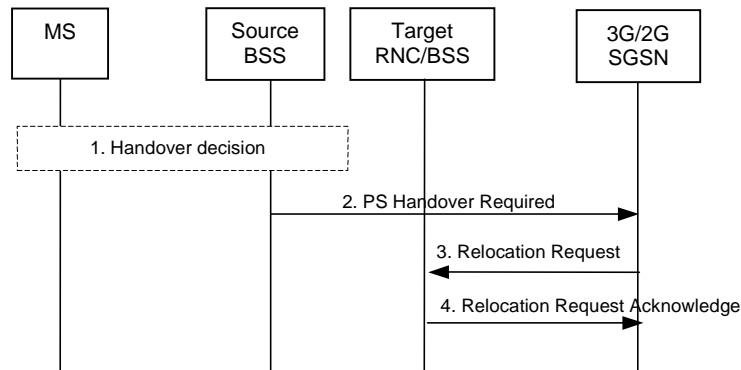 MS
Source
BSS
Target
RNC/BSS
3G/2G
SGSN
1. Handover decision
2. PS Handover Required
3. Relocation Request
4. Relocation Request Acknowledge